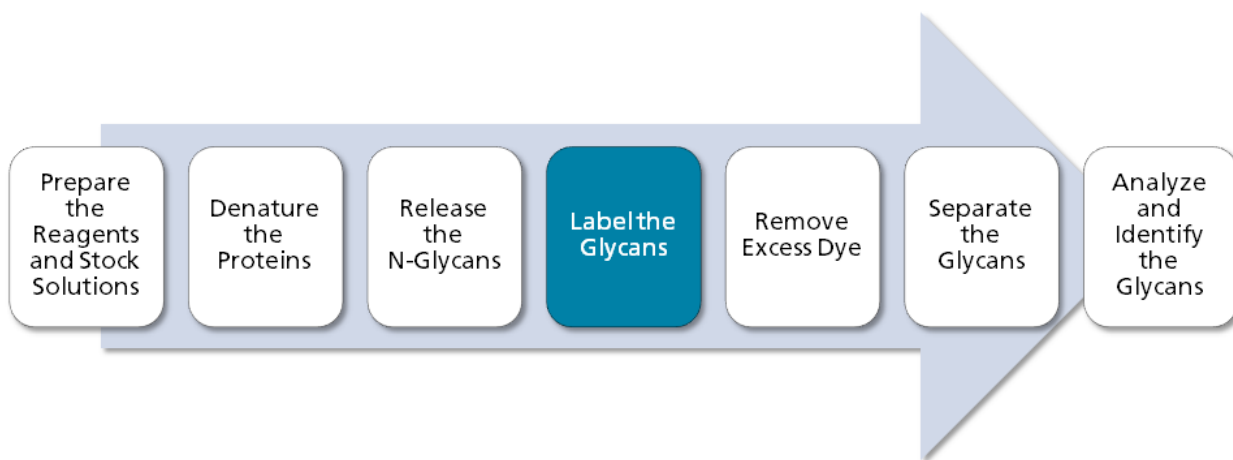 Prepare
the
Reagents
and Stock
Solutions
Denature
the
Proteins
Release
the
N-Glycans
Label the
Glycans
Remove
Excess Dye
Separate
the
Glycans
Analyze
and
Identify
the
Glycans